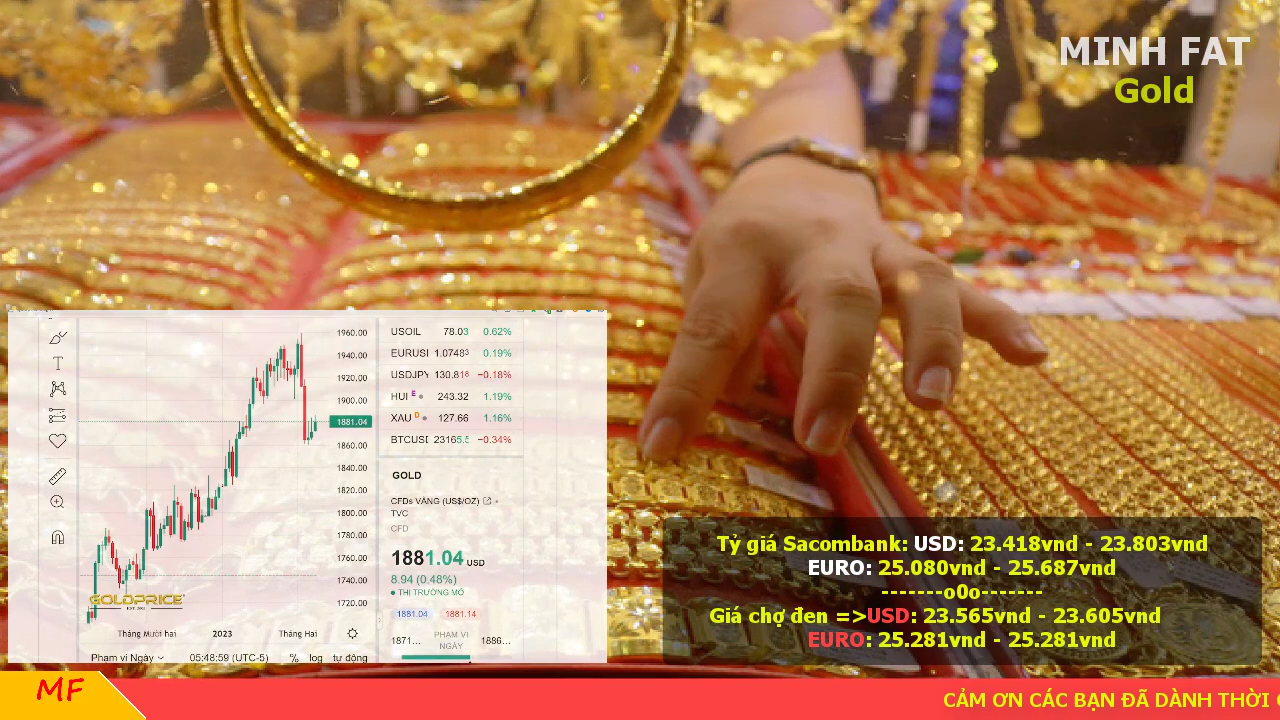 MINH FAT
Gold
1960.00
1940.00
1920.00
1900.00
1881.04
1860.00
1840.00
1820.00
1800.00
1780.00
1760.00
1740.00
1720.00
GOLDPRICE
Tháng Mười hai 2023 Tháng Hai
Phạm vi Ngày 05:48:59 (UTC-5) % log tự động
USOIL 78.03 0.62%
EURUSI 1.07483 0.19%
USDJPY 130.816 −0.18%
HUI E 243.32 1.19%
XAU D 127.66 1.16%
BTCUSI 23165.5 −0.34%
GOLD
CFDs VÀNG (US$/OZ)
TVC
CFD
1881.04 USD
8.94 (0.48%)
THỊ TRƯỜNG MỞ
1881.04 1881.14
1871... PHẠM VI NGÀY 1886...
Tỷ giá Sacombank: USD: 23.418vnd - 23.803vnd
EURO: 25.080vnd - 25.687vnd
-------o0o-------
Giá chợ đen =>USD: 23.565vnd - 23.605vnd
EURO: 25.281vnd - 25.281vnd
MF
CẢM ƠN CÁC BẠN ĐÃ DÀNH THỜI